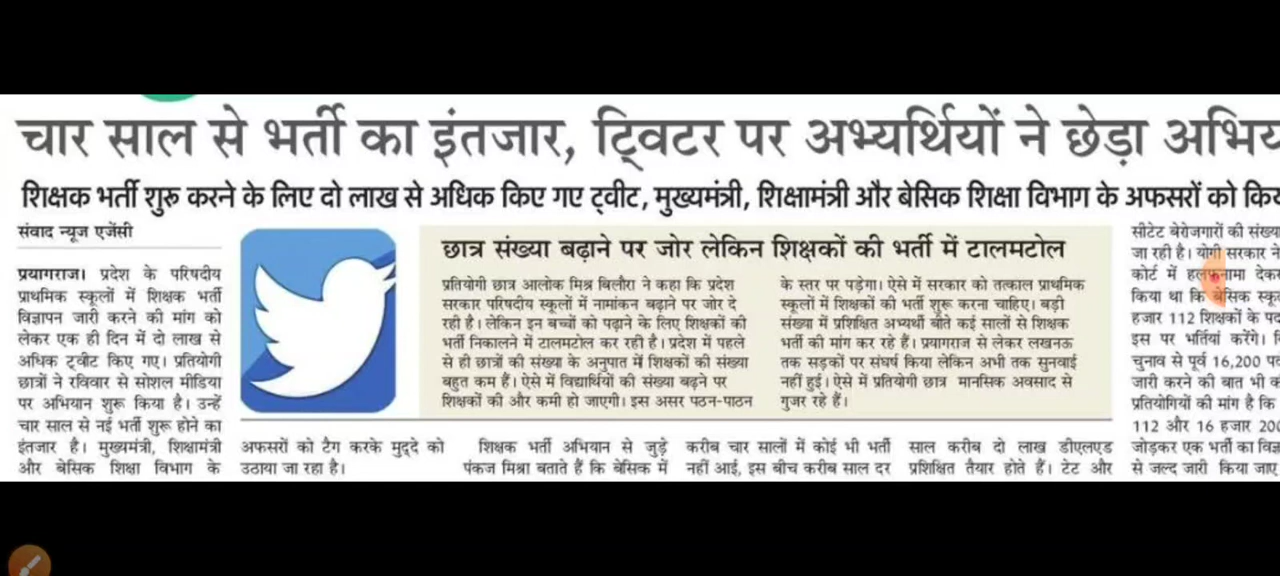 चार साल से भर्ती का इंतजार, ट्विटर पर अभ्यर्थियों ने छेड़ा
शिक्षक भर्ती शुरू करने के लिए दो लाख से अधिक किए गए ट्वीट, मुख्यमंत्री, शिक्षामंत्री और बेसिक शिक्षा विभाग के अफसरों को
संवाद न्यूज एजेंसी
प्रयागराज। प्रदेश के परिषदीय
प्राथमिक स्कूलों में शिक्षक भर्ती
विज्ञापन जारी करने की मांग को
लेकर एक ही दिन में दो लाख से
अधिक ट्वीट किए गए। प्रतियोगी
छात्रों ने रविवार से सोशल मीडिया
पर अभियान शुरू किया है। उन्हें
चार साल से नई भर्ती शुरू होने का
इंतजार है। मुख्यमंत्री, शिक्षामंत्री
और बेसिक शिक्षा विभाग के
अफसरों को टैग करके मुद्दे को
उठाया जा रहा है।
छात्र संख्या बढ़ाने पर जोर लेकिन शिक्षकों की भर्ती में टालमटोल
प्रतियोगी छात्र आलोक मिश्र बिलौरा ने कहा कि प्रदेश
सरकार परिषदीय स्कूलों में नामांकन बढ़ाने पर जोर दे
रही है। लेकिन इन बच्चों को पढ़ाने के लिए शिक्षकों की
भर्ती निकालने में टालमटोल कर रही है। प्रदेश में पहले
से ही छात्रों की संख्या के अनुपात में शिक्षकों की संख्या
बहुत कम है। ऐसे में विद्यार्थियों की संख्या बढ़ने पर
शिक्षकों की और कमी हो जाएगी। इस असर पठन-पाठन
के स्तर पर पड़ेगा। ऐसे में सरकार को तत्काल प्राथमिक
स्कूलों में शिक्षकों की भर्ती शुरू करना चाहिए। बड़ी
संख्या में प्रशिक्षित अभ्यर्थी बीते कई सालों से शिक्षक
भर्ती की मांग कर रहे हैं। प्रयागराज से लेकर लखनऊ
तक सड़कों पर संघर्ष किया लेकिन अभी तक सुनवाई
नहीं हुई। ऐसे में प्रतियोगी छात्र मानसिक अवसाद से
गुजर रहे हैं।
शिक्षक भर्ती अभियान से जुड़े
पंकज मिश्रा बताते हैं कि बेसिक में
करीब चार सालों में कोई भी भर्ती
नहीं आई, इस बीच करीब साल दर
साल करीब दो लाख डीएलएड
प्रशिक्षित तैयार होते हैं। टेट और
सीटेट बेरोजगारों की संख्या
जा रही है। योगी सरकार ने
कोर्ट में हलफनामा देकर
किया था कि बेसिक
हजार 112 शिक्षकों के
इस पर भर्तियां करेंगे।
चुनाव से पूर्व 16,200
जारी करने की बात भी
प्रतियोगियों की मांग है कि
112 और 16 हजार
जोड़कर एक भर्ती का
से जल्द जारी किया जाए